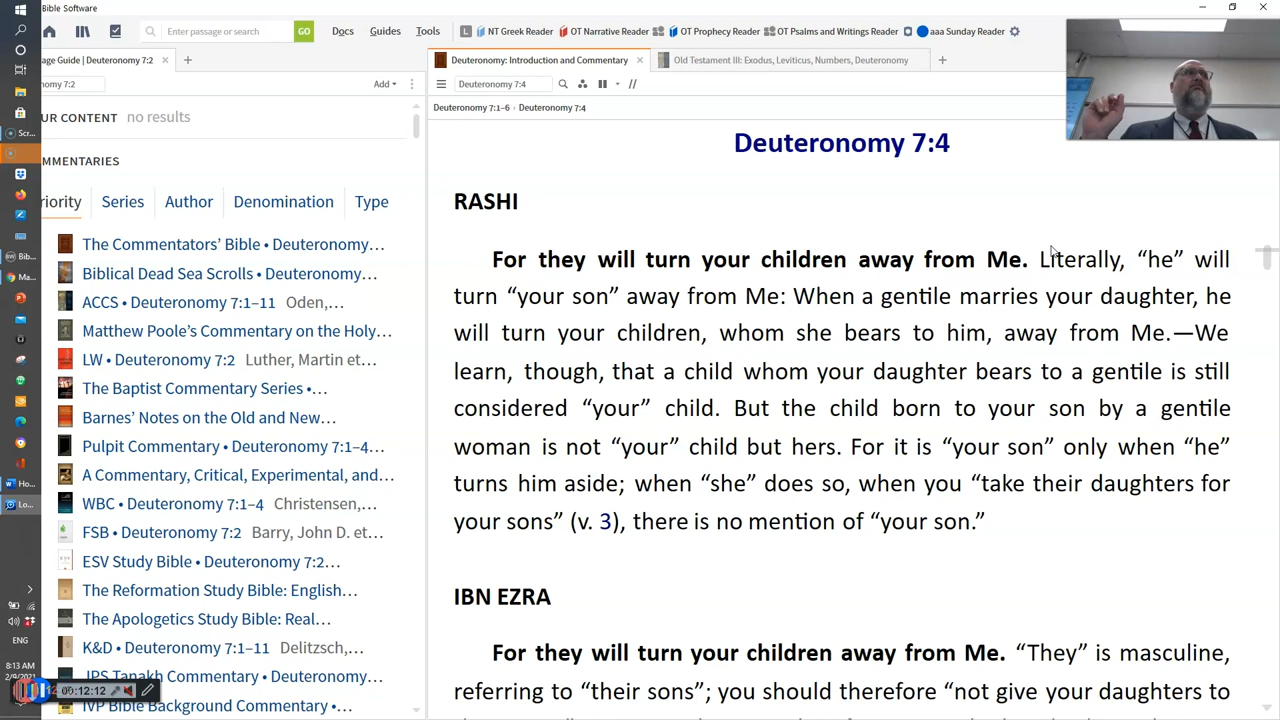 Bible Software
Enter passage or search
GO
Docs
Guides
Tools
L
NT Greek Reader
OT Narrative Reader
OT Prophecy Reader
OT Psalms and Writings Reader
aaa Sunday Reader
age Guide | Deuteronomy 7:2
Deuteronomy: Introduction and Commentary
Old Testament III: Exodus, Leviticus, Numbers, Deuteronomy
nomy 7:2
Add
Deuteronomy 7:4
Deuteronomy 7:1–6 › Deuteronomy 7:4
UR CONTENT no results
MMENTARIES
riority
Series
Author
Denomination
Type
The Commentators’ Bible • Deuteronomy…
Biblical Dead Sea Scrolls • Deuteronomy…
ACCS • Deuteronomy 7:1–11 Oden,…
Matthew Poole’s Commentary on the Holy…
LW • Deuteronomy 7:2 Luther, Martin et…
The Baptist Commentary Series •…
Barnes’ Notes on the Old and New…
Pulpit Commentary • Deuteronomy 7:1–4…
A Commentary, Critical, Experimental, and…
WBC • Deuteronomy 7:1–4 Christensen,…
FSB • Deuteronomy 7:2 Barry, John D. et…
ESV Study Bible • Deuteronomy 7:2…
The Reformation Study Bible: English…
The Apologetics Study Bible: Real…
K&D • Deuteronomy 7:1–11 Delitzsch,…
JPS Tanakh Commentary • Deuteronomy…
IVP Bible Background Commentary •…
Deuteronomy 7:4
RASHI
For they will turn your children away from Me. Literally, “he” will
turn “your son” away from Me: When a gentile marries your daughter, he
will turn your children, whom she bears to him, away from Me.—We
learn, though, that a child whom your daughter bears to a gentile is still
considered “your” child. But the child born to your son by a gentile
woman is not “your” child but hers. For it is “your son” only when “he”
turns him aside; when “she” does so, when you “take their daughters for
your sons” (v. 3), there is no mention of “your son.”
IBN EZRA
For they will turn your children away from Me. “They” is masculine,
referring to “their sons”; you should therefore “not give your daughters to
Scr...
Bib...
Ma...
Ho...
Lo...
ENG
8:13 AM
2/9/2021
00:12:12